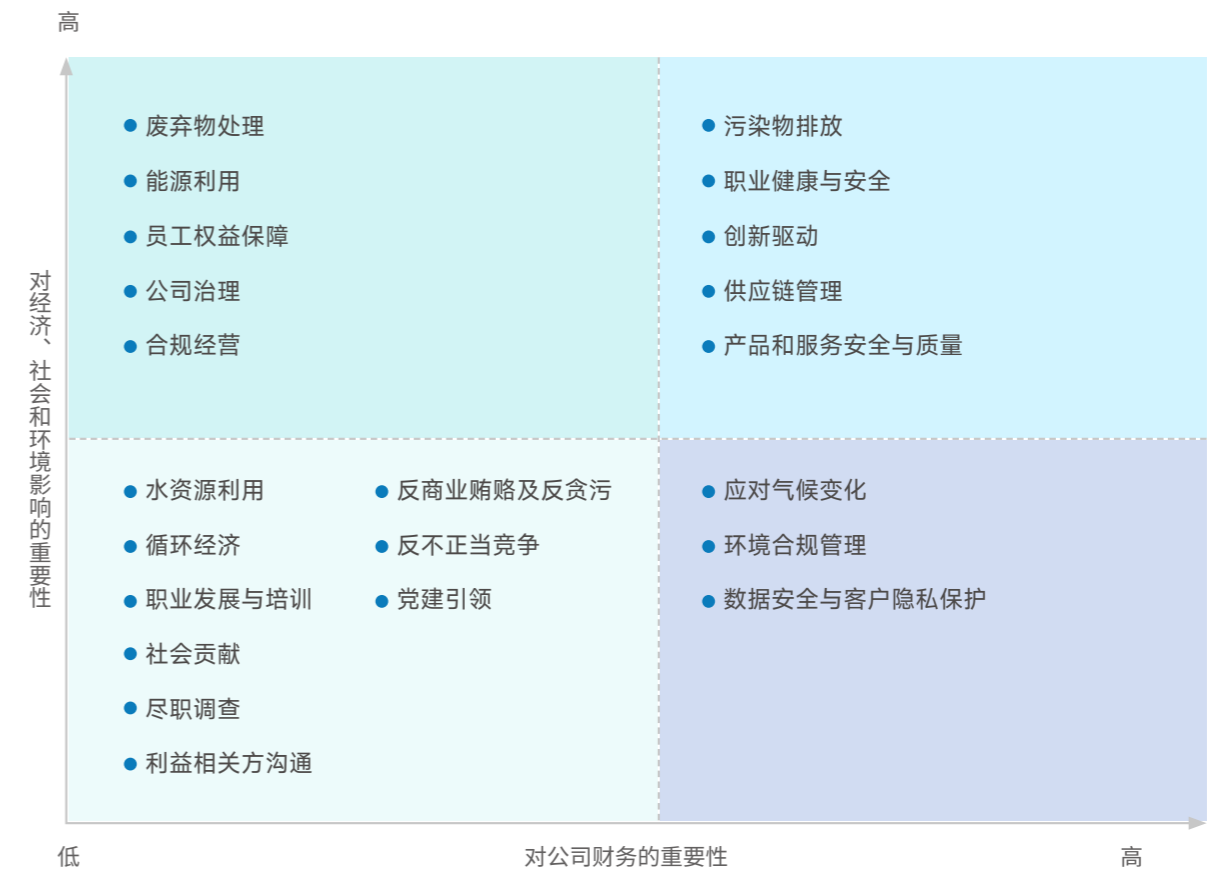 高
对经济、社会和环境影响的重要性
废弃物处理
能源利用
员工权益保障
公司治理
合规经营
污染物排放
职业健康与安全
创新驱动
供应链管理
产品和服务安全与质量
水资源利用
循环经济
职业发展与培训
社会贡献
尽职调查
利益相关方沟通
反商业贿赂及反贪污
反不正当竞争
党建引领
应对气候变化
环境合规管理
数据安全与客户隐私保护
低
对公司财务的重要性
高